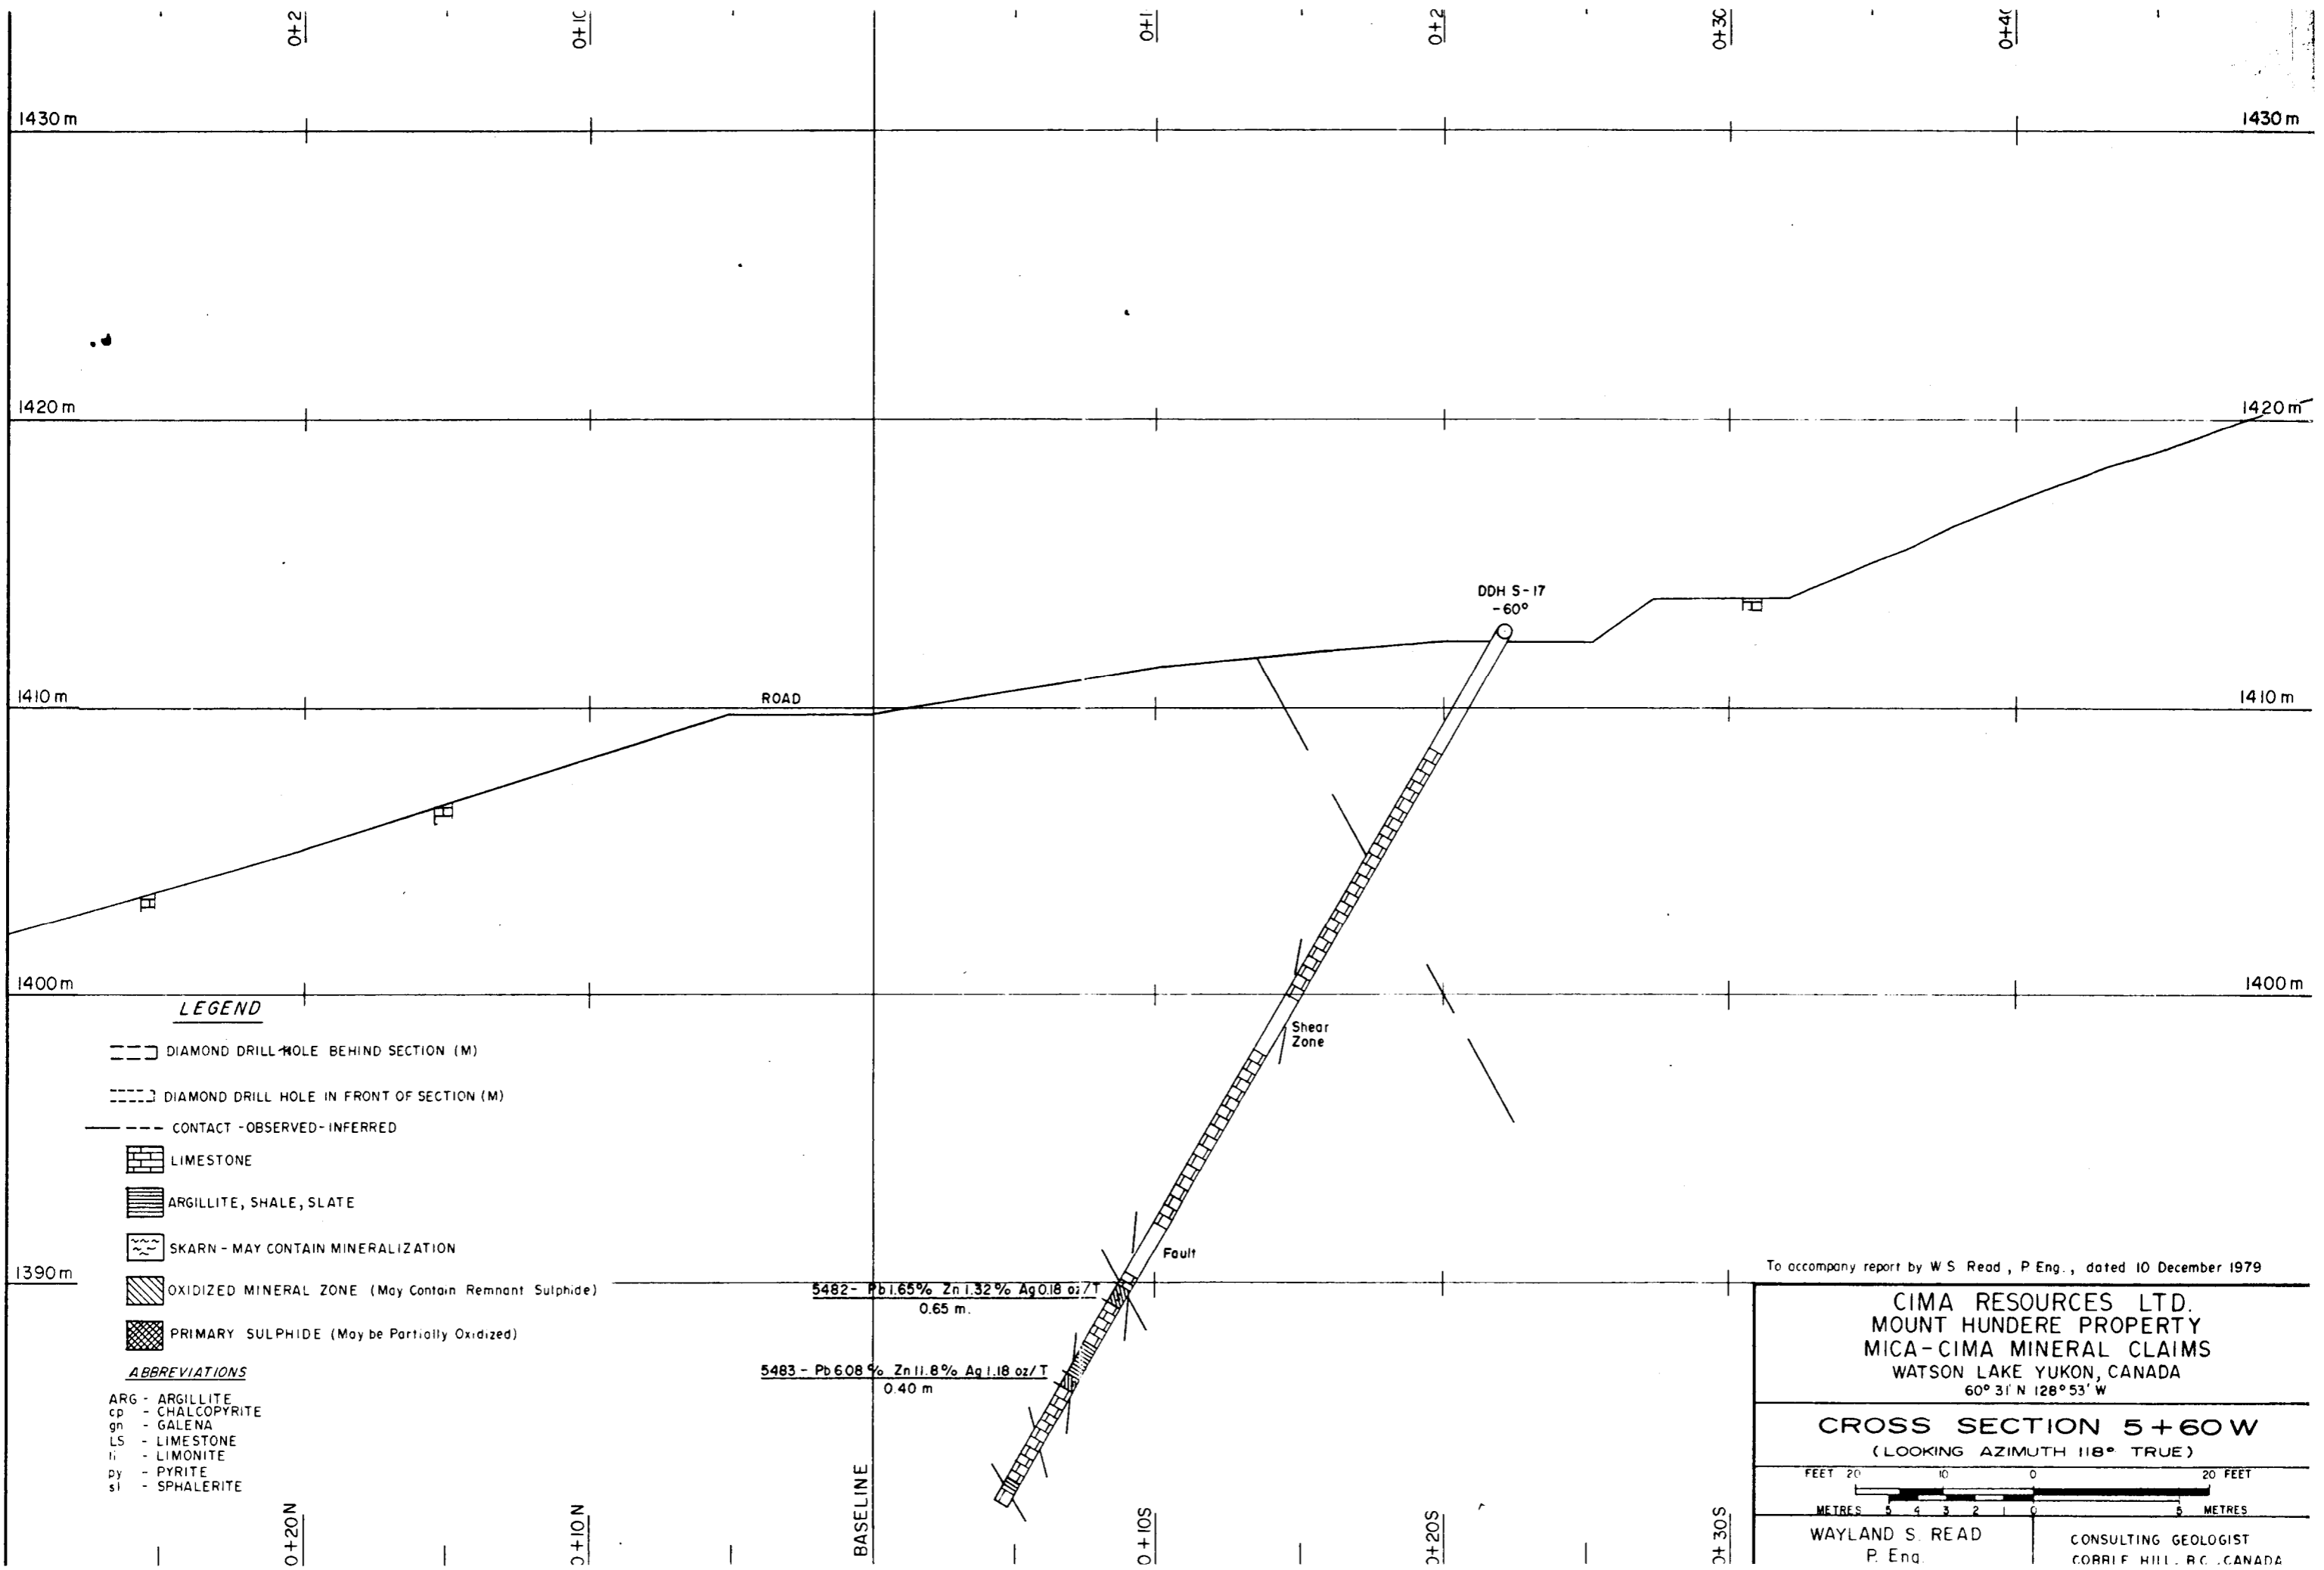 0+2
0+10
0+1
0+2
0+30
0+40
1430 m
1430 m
1420 m
1420 m
DDH S-17
-60°
1410 m
ROAD
1410 m
1400 m
1400 m
Shear
Zone
Fault
1390 m
5482- Pb 1.65% Zn 1.32% Ag 0.18 oz/T
0.65 m.
5483- Pb 6.08% Zn 11.8% Ag 1.18 oz/T
0.40 m
LEGEND
DIAMOND DRILL HOLE BEHIND SECTION (M)
DIAMOND DRILL HOLE IN FRONT OF SECTION (M)
CONTACT -OBSERVED-INFERRED
LIMESTONE
ARGILLITE, SHALE, SLATE
SKARN - MAY CONTAIN MINERALIZATION
OXIDIZED MINERAL ZONE (May Contain Remnant Sulphide)
PRIMARY SULPHIDE (May be Partially Oxidized)
ABBREVIATIONS
ARG - ARGILLITE
cp - CHALCOPYRITE
gn - GALENA
LS - LIMESTONE
li - LIMONITE
py - PYRITE
sl - SPHALERITE
0+20N
0+10N
BASELINE
0+10S
0+20S
0+30S
To accompany report by W S Read, P Eng., dated 10 December 1979
CIMA RESOURCES LTD.
MOUNT HUNDERE PROPERTY
MICA-CIMA MINERAL CLAIMS
WATSON LAKE YUKON, CANADA
60° 31' N 128° 53' W
CROSS SECTION 5+60W
(LOOKING AZIMUTH 118° TRUE)
FEET 20 10 0 20 FEET
METRES 5 4 3 2 1 0 5 METRES
WAYLAND S. READ
P. Eng.
CONSULTING GEOLOGIST
COBBLE HILL, B.C., CANADA